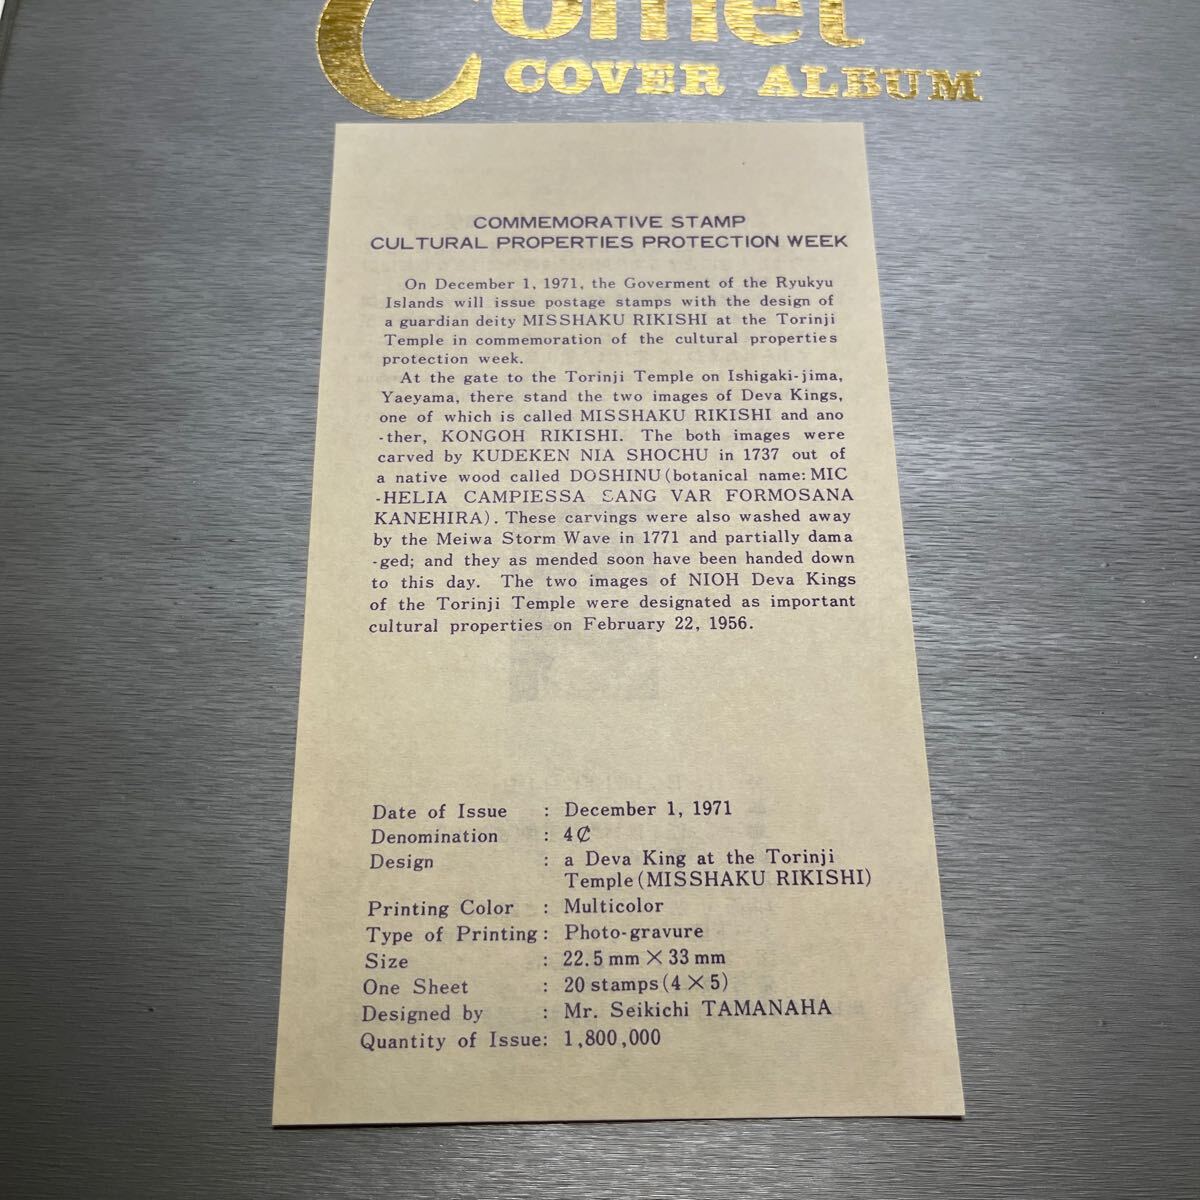 Comet
COVER ALBUM
COMMEMORATIVE STAMP
CULTURAL PROPERTIES PROTECTION WEEK
On December 1, 1971, the Goverment of the Ryukyu
Islands will issue postage stamps with the design of
a guardian deity MISSHAKU RIKISHI at the Torinji
Temple in commemoration of the cultural properties
protection week.
At the gate to the Torinji Temple on Ishigaki-jima,
Yaeyama, there stand the two images of Deva Kings,
one of which is called MISSHAKU RIKISHI and ano
-ther, KONGOH RIKISHI. The both images were
carved by KUDEKEN NIA SHOCHU in 1737 out of
a native wood called DOSHINU (botanical name: MIC
-HELIA CAMPIESSA SANG VAR FORMOSANA
KANEHIRA). These carvings were also washed away
by the Meiwa Storm Wave in 1771 and partially dama
-ged; and they as mended soon have been handed down
to this day. The two images of NIOH Deva Kings
of the Torinji Temple were designated as important
cultural properties on February 22, 1956.
Date of Issue : December 1, 1971
Denomination : 4₵
Design : a Deva King at the Torinji
Temple (MISSHAKU RIKISHI)
Printing Color : Multicolor
Type of Printing : Photo-gravure
Size : 22.5 mm × 33 mm
One Sheet : 20 stamps (4×5)
Designed by : Mr. Seikichi TAMANAHA
Quantity of Issue: 1,800,000